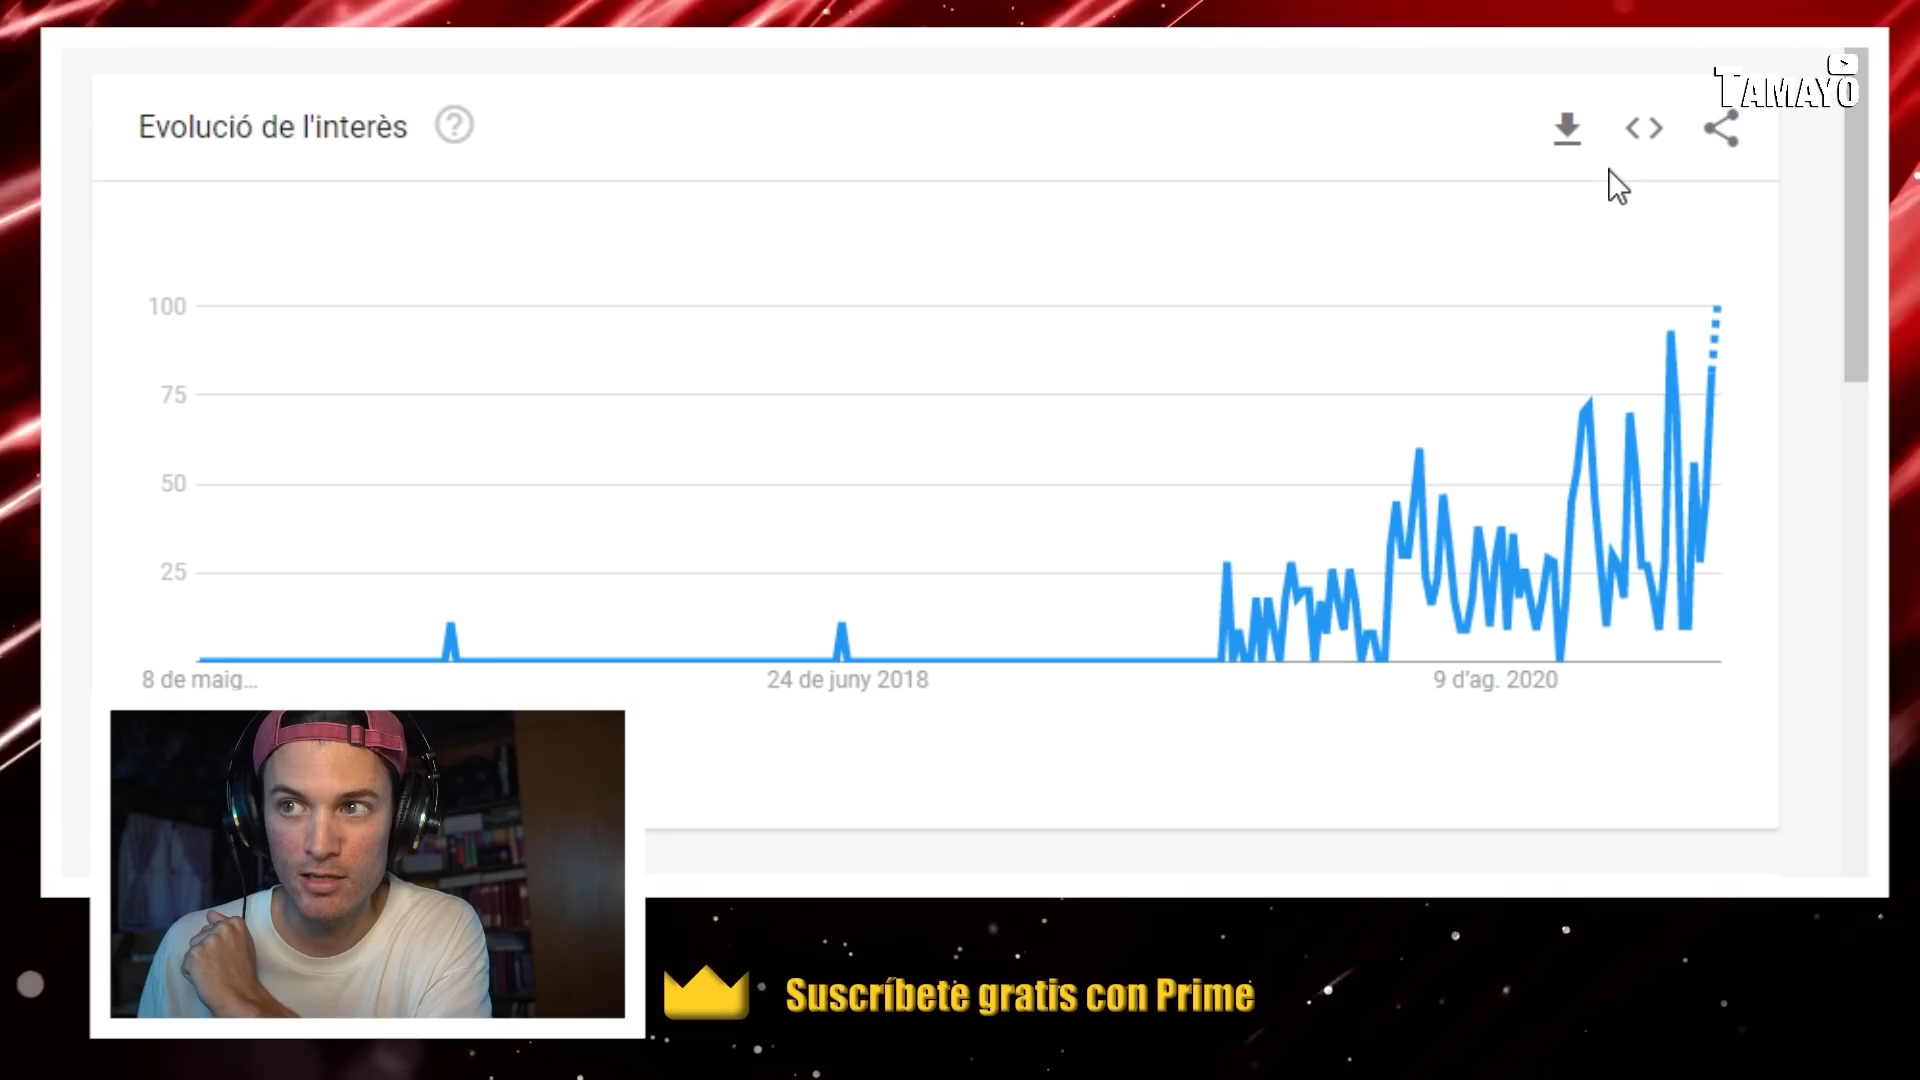 TAMAYO
Evolució de l'interès
100
75
50
25
8 de maig...
24 de juny 2018
9 d'ag. 2020
Suscríbete gratis con Prime